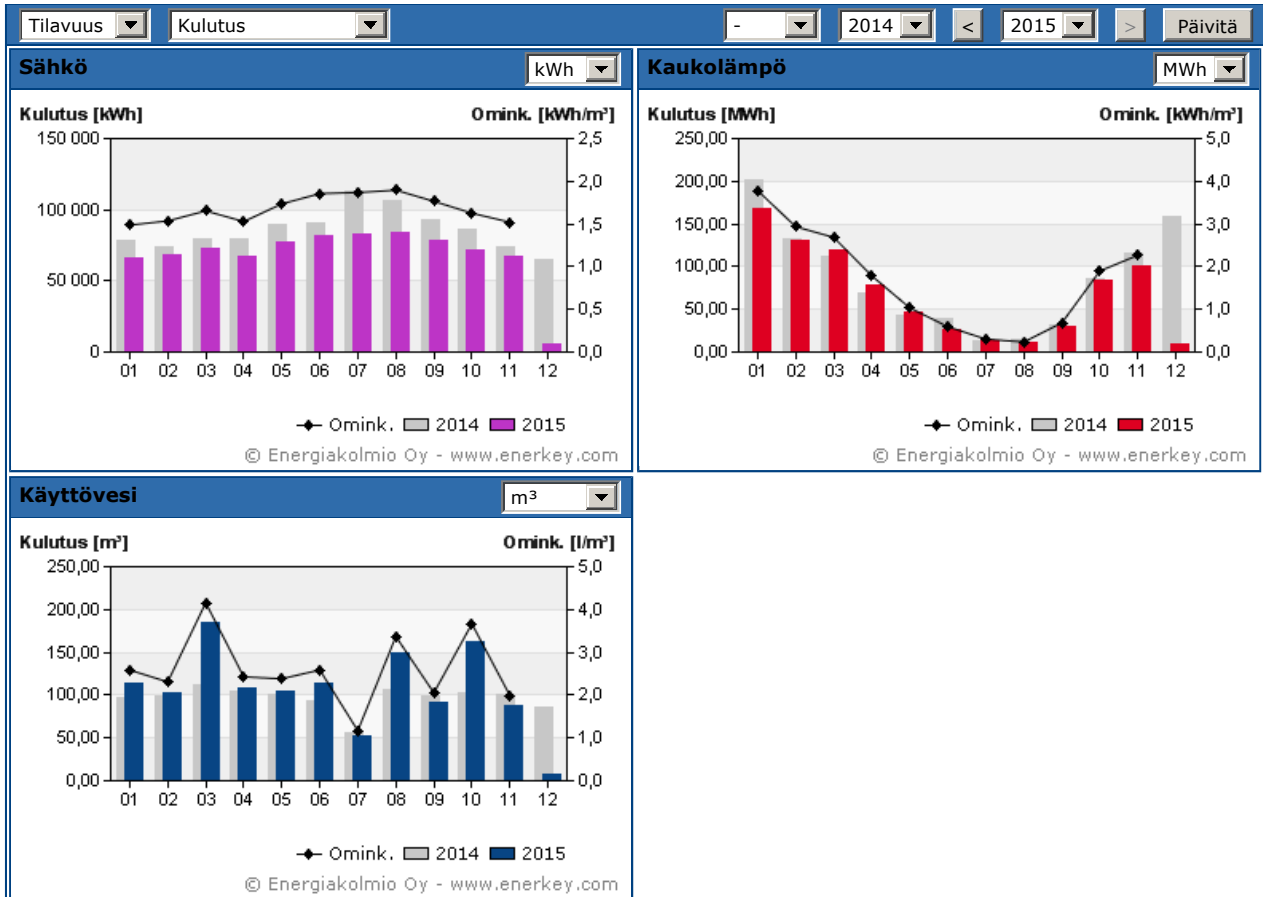 Tilavuus Kulutus - 2014 < 2015 > Päivitä
Sähkö kWh
Kulutus [kWh] Omink. [kWh/m³]
150 000 2,5
2,0
100 000 1,5
50 000 1,0
0,5
0 0,0
01 02 03 04 05 06 07 08 09 10 11 12
Omink. 2014 2015
© Energiakolmio Oy - www.enerkey.com
Kaukolämpö MWh
Kulutus [MWh] Omink. [kWh/m³]
250,00 5,0
200,00 4,0
150,00 3,0
100,00 2,0
50,00 1,0
0,00 0,0
01 02 03 04 05 06 07 08 09 10 11 12
Omink. 2014 2015
© Energiakolmio Oy - www.enerkey.com
Käyttövesi m³
Kulutus [m³] Omink. [l/m³]
250,00 5,0
200,00 4,0
150,00 3,0
100,00 2,0
50,00 1,0
0,00 0,0
01 02 03 04 05 06 07 08 09 10 11 12
Omink. 2014 2015
© Energiakolmio Oy - www.enerkey.com